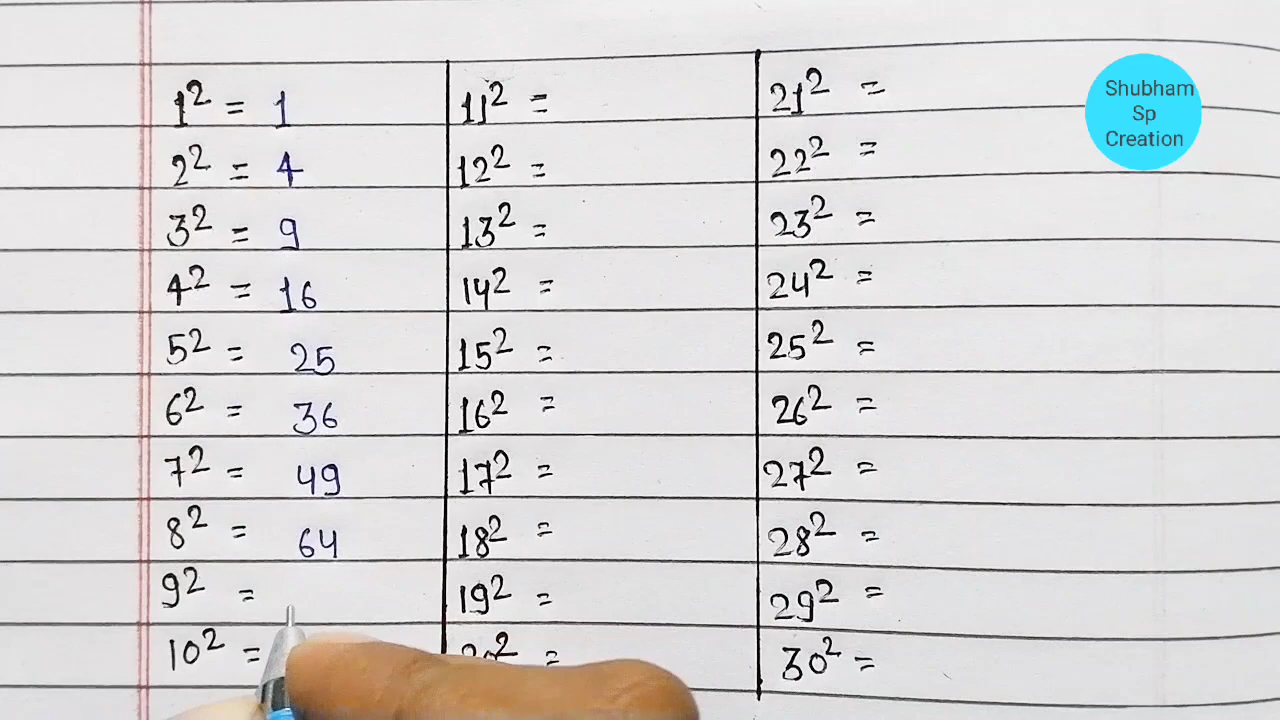 1² = 1
2² = 4
3² = 9
4² = 16
5² = 25
6² = 36
7² = 49
8² = 64
9² =
10² =
11² =
12² =
13² =
14² =
15² =
16² =
17² =
18² =
19² =
² =
21² =
22² =
23² =
24² =
25² =
26² =
27² =
28² =
29² =
30² =
Shubham
Sp
Creation